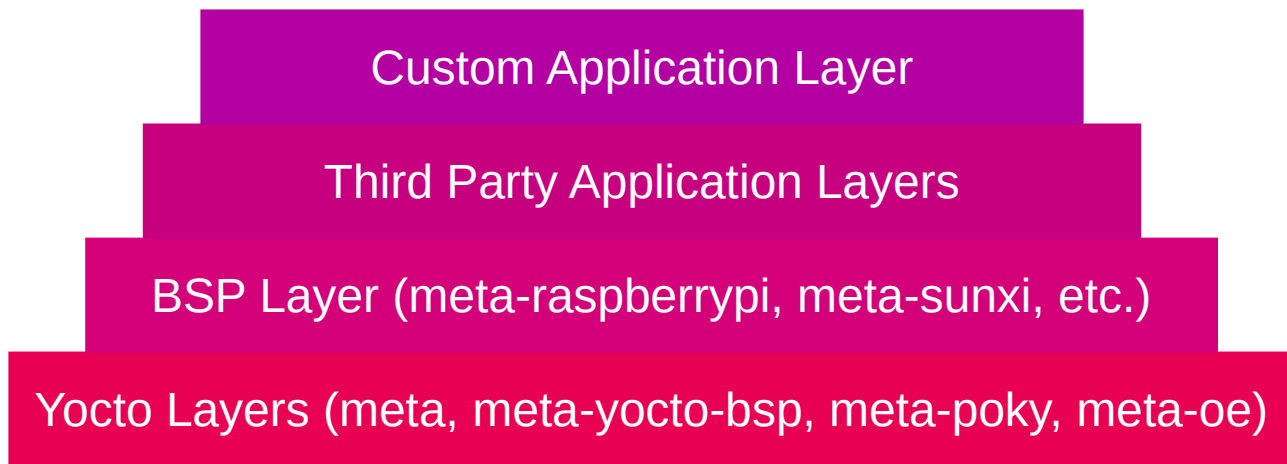 Custom Application Layer
Third Party Application Layers
BSP Layer (meta-raspberrypi, meta-sunxi, etc.)
Yocto Layers (meta, meta-yocto-bsp, meta-poky, meta-oe)